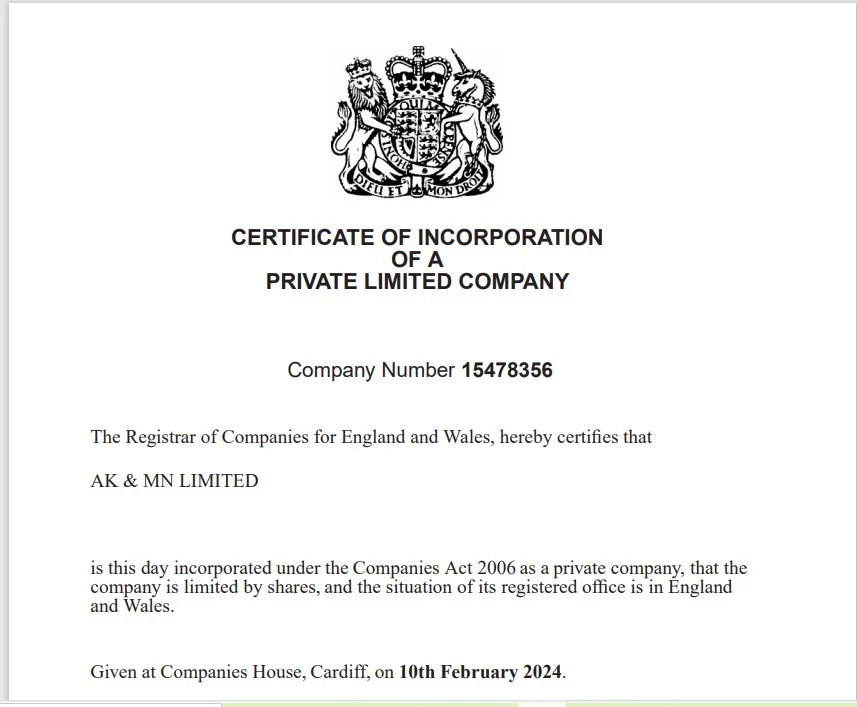 QUI M
PENSE
HONI
DIEU ET MON DROIT
CERTIFICATE OF INCORPORATION
OF A
PRIVATE LIMITED COMPANY
Company Number 15478356
The Registrar of Companies for England and Wales, hereby certifies that
AK & MN LIMITED
is this day incorporated under the Companies Act 2006 as a private company, that the
company is limited by shares, and the situation of its registered office is in England
and Wales.
Given at Companies House, Cardiff, on 10th February 2024.